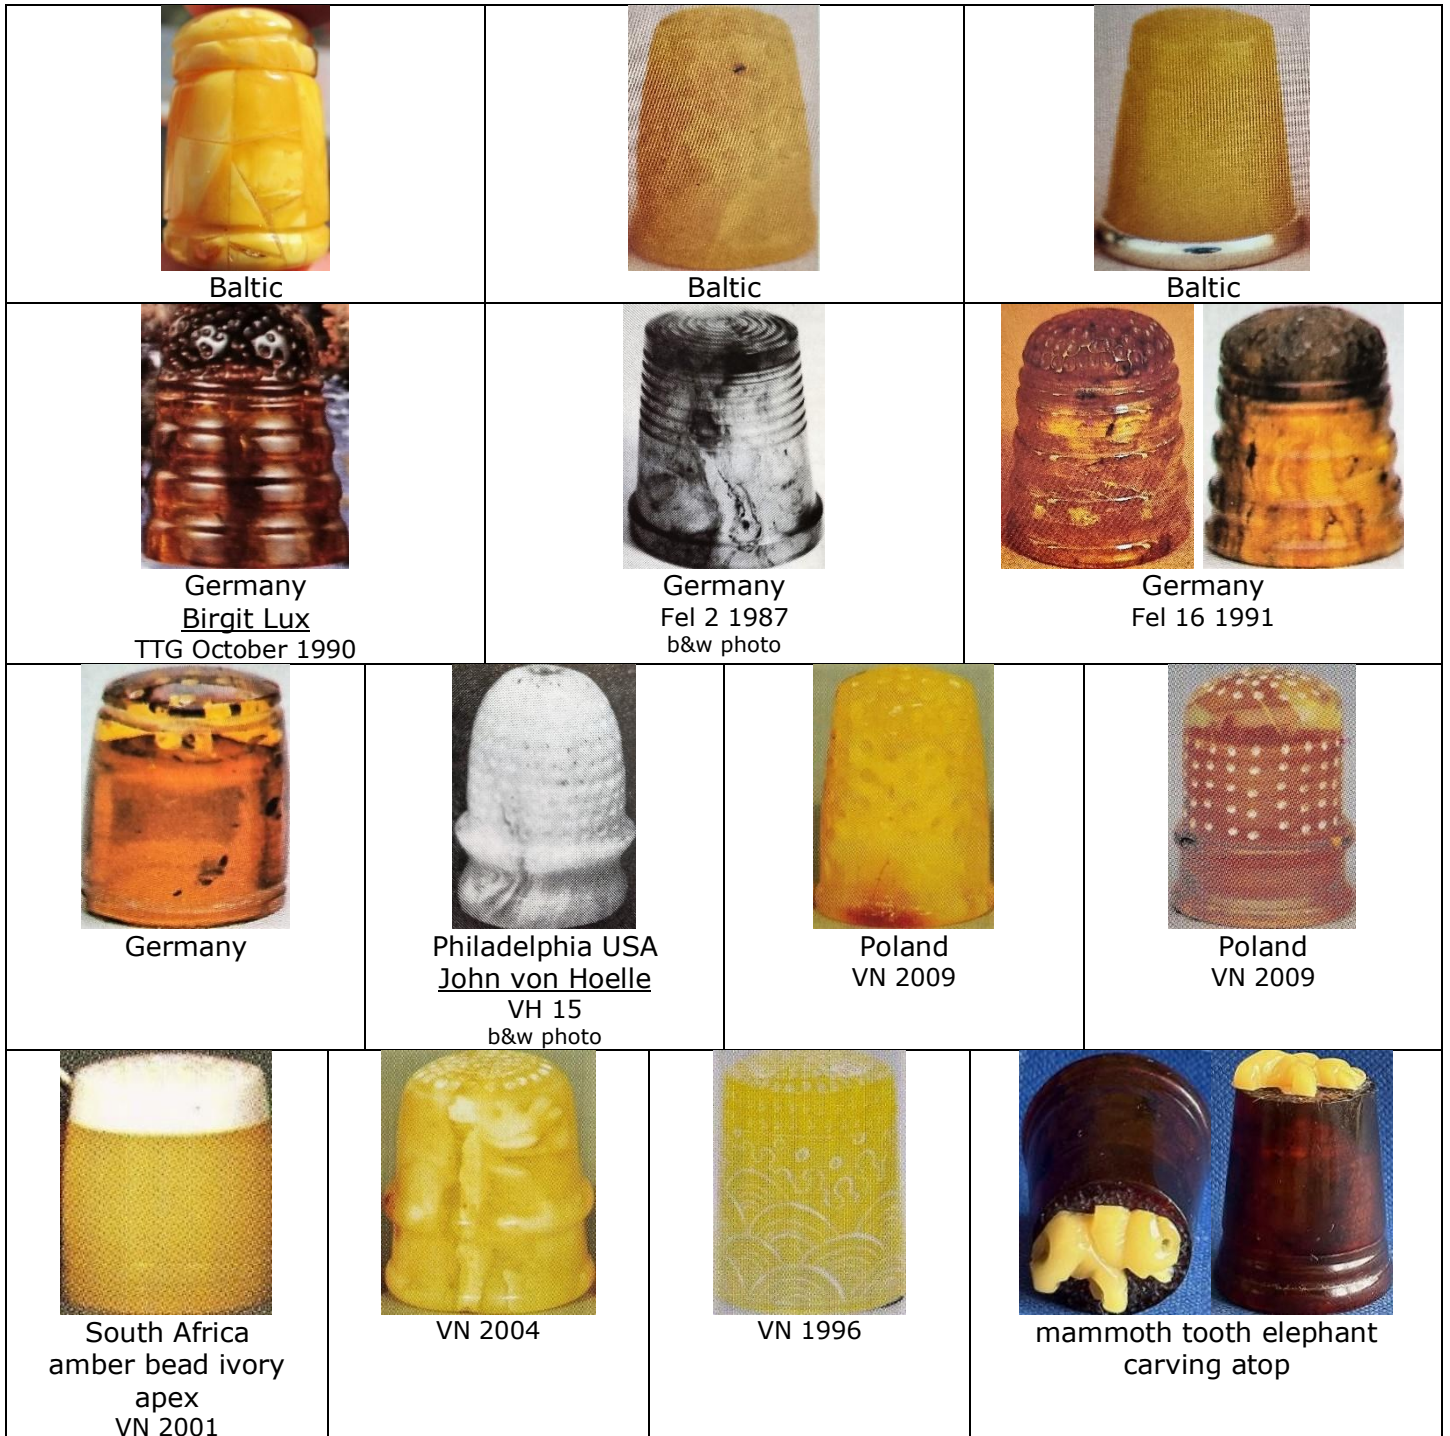 Baltic
Baltic
Baltic
Germany
Birgit Lux
TTG October 1990
Germany
Fel 2 1987
b&w photo
Germany
Fel 16 1991
Germany
Philadelphia USA
John von Hoelle
VH 15
b&w photo
Poland
VN 2009
Poland
VN 2009
South Africa
amber bead ivory
apex
VN 2001
VN 2004
VN 1996
mammoth tooth elephant
carving atop